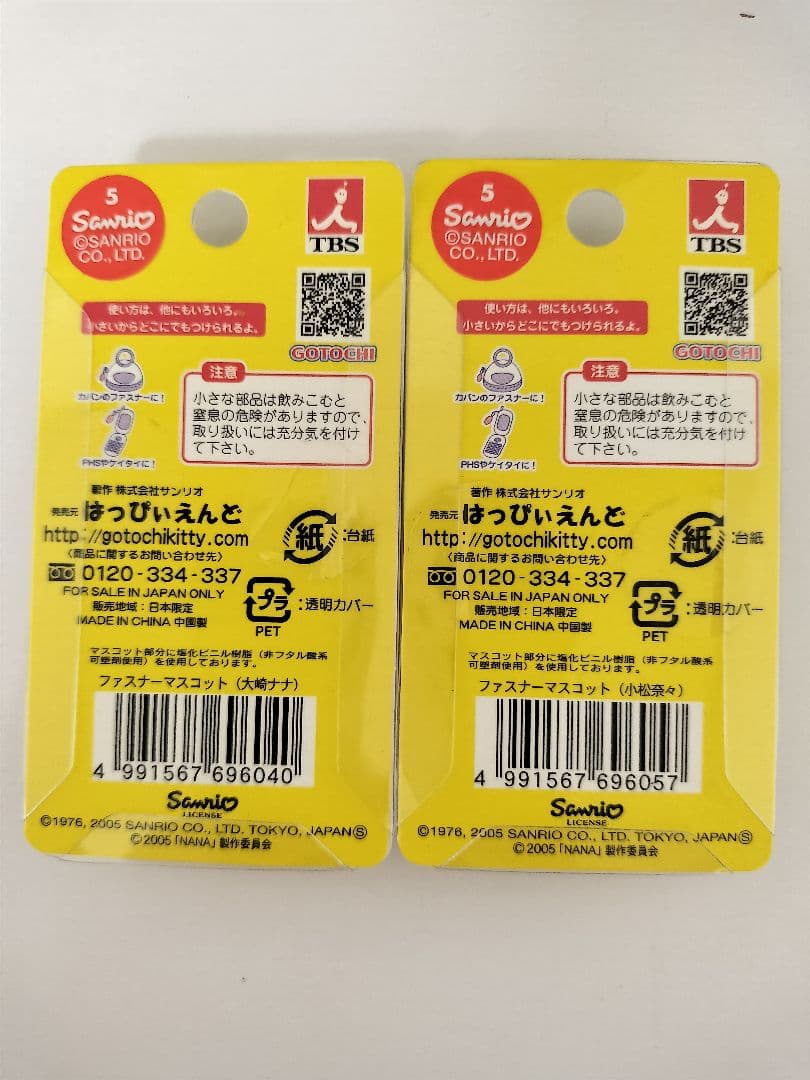 5
Sanrio
©SANRIO
CO., LTD.
TBS
使い方は、他にもいろいろ。
小さいからどこにでもつけられるよ。
GOTOCHI
カバンのファスナーに!
PHSやケイタイに!
注意
小さな部品は飲みこむと
窒息の危険がありますので、
取り扱いには充分気を付け
て下さい。
著作 株式会社サンリオ
発売元 はっぴぃえんど
http://gotochikitty.com
〈商品に関するお問い合わせ先〉
0120-334-337
FOR SALE IN JAPAN ONLY
販売地域:日本限定
MADE IN CHINA 中国製
紙:台紙
プラ:透明カバー
PET
マスコット部分に塩化ビニル樹脂(非フタル酸系
可塑剤使用)を使用しております。
ファスナーマスコット(大崎ナナ)
4 991567 696040
Sanrio
LICENSE
©1976, 2005 SANRIO CO., LTD. TOKYO, JAPAN Ⓢ
©2005「NANA」製作委員会
5
Sanrio
©SANRIO
CO., LTD.
TBS
使い方は、他にもいろいろ。
小さいからどこにでもつけられるよ。
GOTOCHI
カバンのファスナーに!
PHSやケイタイに!
注意
小さな部品は飲みこむと
窒息の危険がありますので、
取り扱いには充分気を付け
て下さい。
著作 株式会社サンリオ
発売元 はっぴぃえんど
http://gotochikitty.com
〈商品に関するお問い合わせ先〉
0120-334-337
FOR SALE IN JAPAN ONLY
販売地域:日本限定
MADE IN CHINA 中国製
紙:台紙
プラ:透明カバー
PET
マスコット部分に塩化ビニル樹脂(非フタル酸系
可塑剤使用)を使用しております。
ファスナーマスコット(小松奈々)
4 991567 696057
Sanrio
LICENSE
©1976, 2005 SANRIO CO., LTD. TOKYO, JAPAN Ⓢ
©2005「NANA」製作委員会